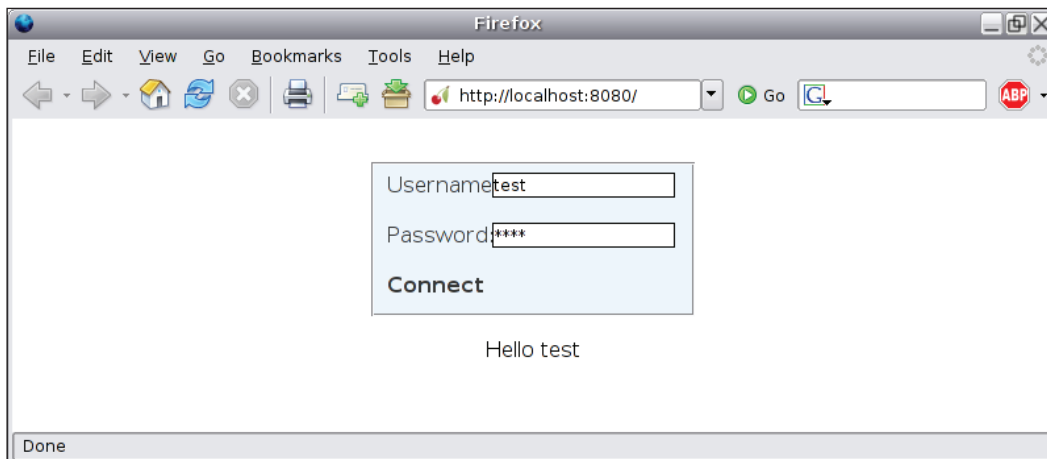 Firefox
File Edit View Go Bookmarks Tools Help
http://localhost:8080/ Go G ABP
Username test
Password: ****
Connect
Hello test
Done